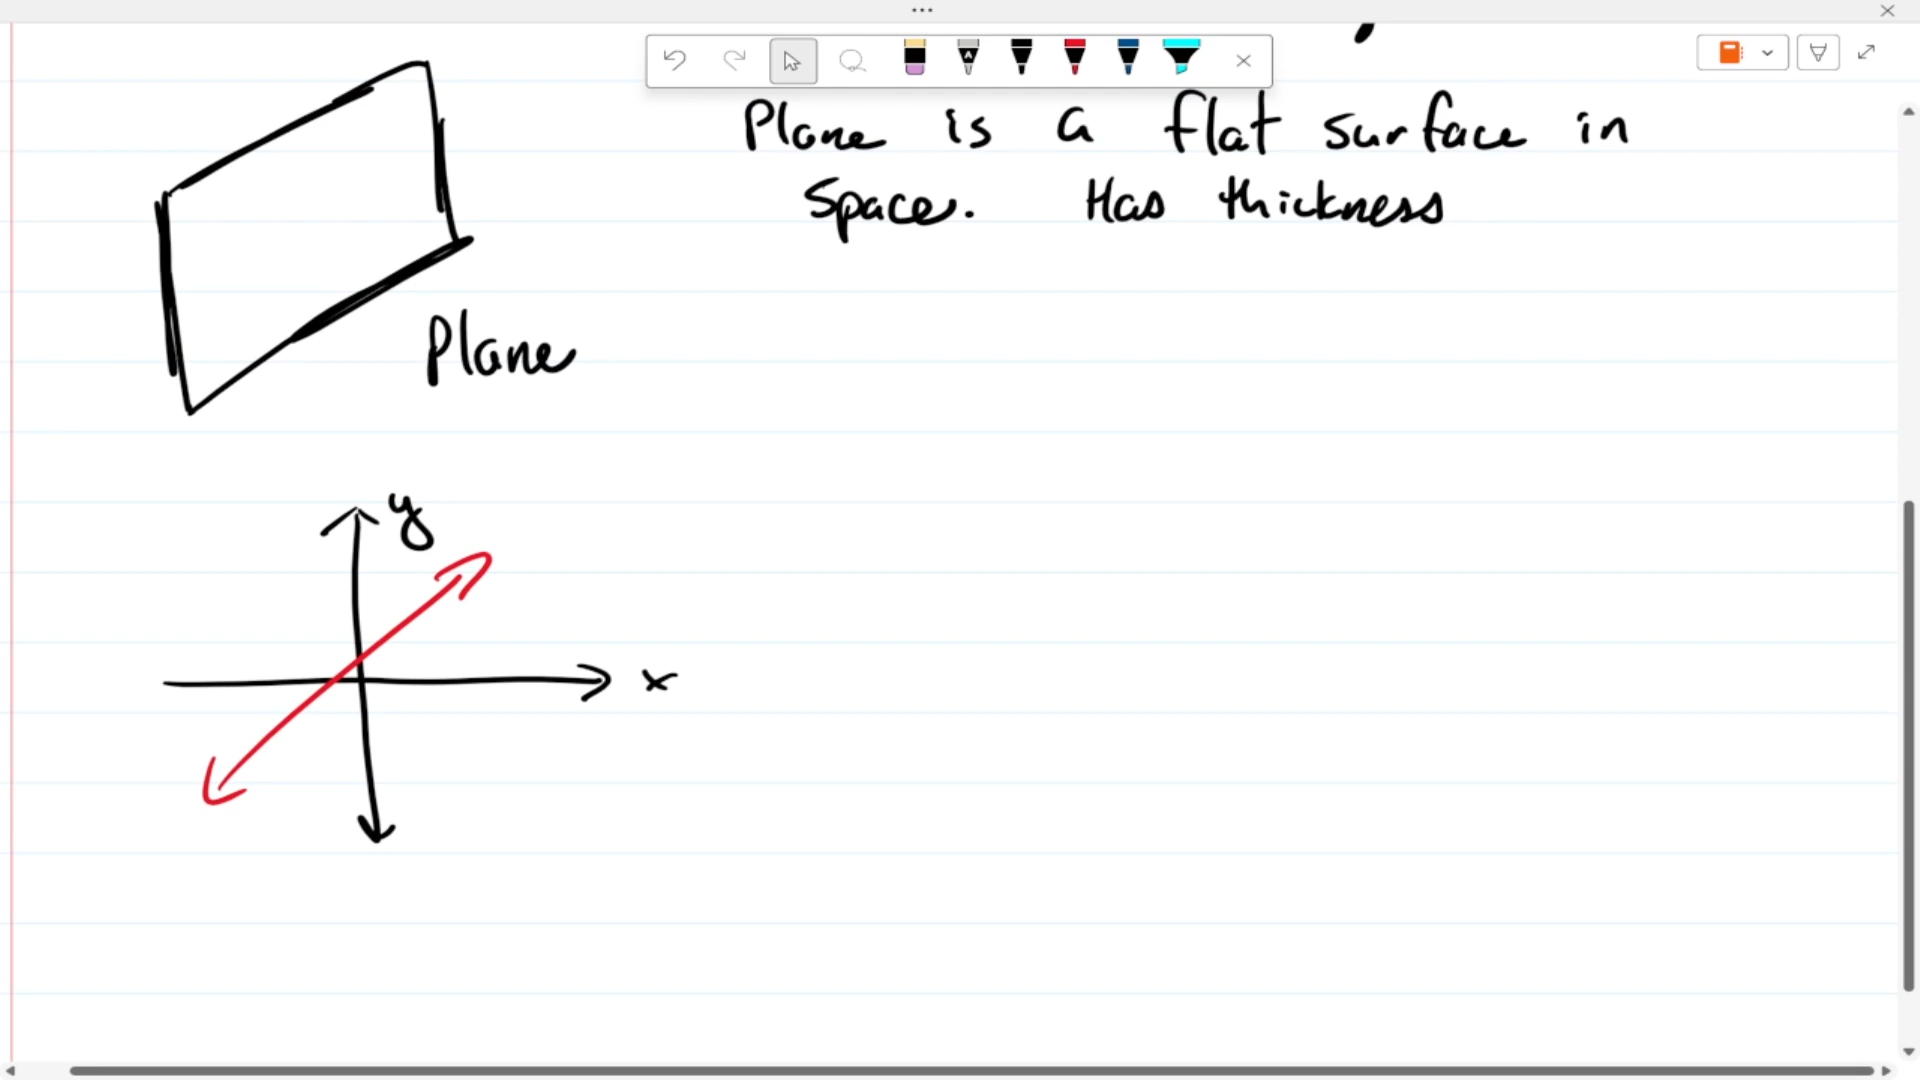 Plane is a flat surface in
space. Has thickness
Plane
y
x